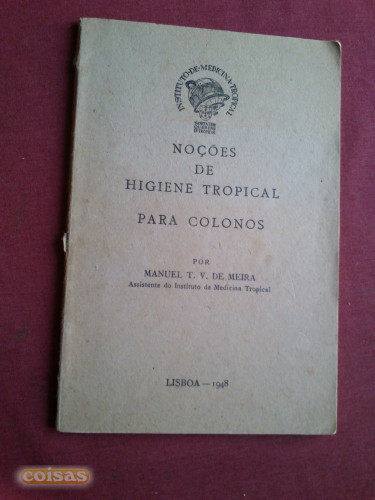 INSTITUTO·DE·MEDICINA·TROPICAL
NOÇÕES
DE
HIGIENE TROPICAL
PARA COLONOS
POR
MANUEL T. V. DE MEIRA
Assistente do Instituto de Medicina Tropical
LISBOA — 1948
coisas